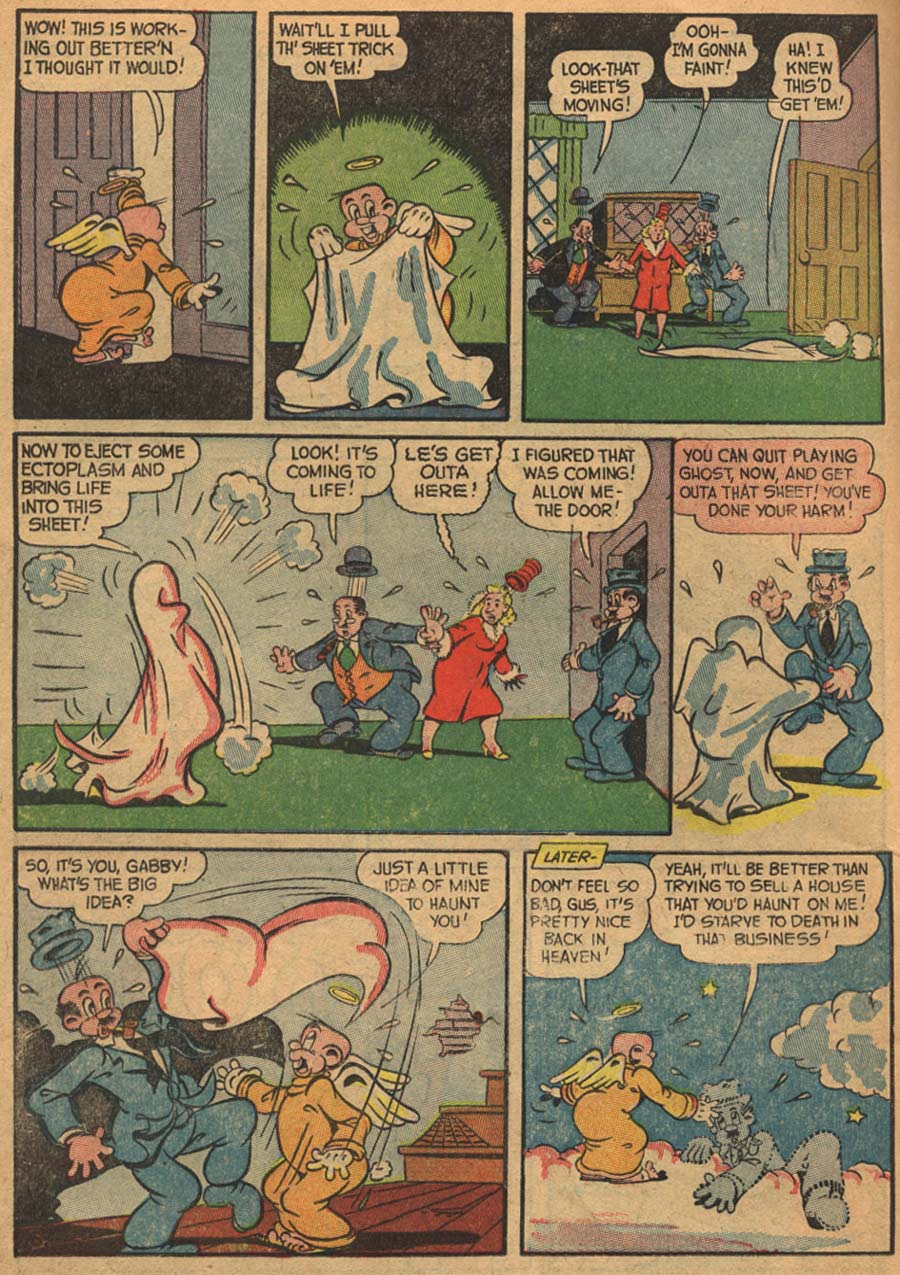 WOW! THIS IS WORK-
ING OUT BETTER'N
I THOUGHT IT WOULD!
WAIT'LL I PULL
TH' SHEET TRICK
ON 'EM!
LOOK-THAT
SHEET'S
MOVING!
OOH-
I'M GONNA
FAINT!
HA! I
KNEW
THIS'D
GET 'EM!
NOW TO EJECT SOME
ECTOPLASM AND
BRING LIFE
INTO THIS
SHEET!
LOOK! IT'S
COMING TO
LIFE!
LE'S GET
OUTA
HERE!
I FIGURED THAT
WAS COMING!
ALLOW ME-
THE DOOR!
YOU CAN QUIT PLAYING
GHOST, NOW, AND GET
OUTA THAT SHEET! YOU'VE
DONE YOUR HARM!
SO, IT'S YOU, GABBY!
WHAT'S THE BIG
IDEA?
JUST A LITTLE
IDEA OF MINE
TO HAUNT
YOU!
LATER-
DON'T FEEL SO
BAD, GUS, IT'S
PRETTY NICE
BACK IN
HEAVEN!
YEAH, IT'LL BE BETTER THAN
TRYING TO SELL A HOUSE
THAT YOU'D HAUNT ON ME!
I'D STARVE TO DEATH IN
THAT BUSINESS!